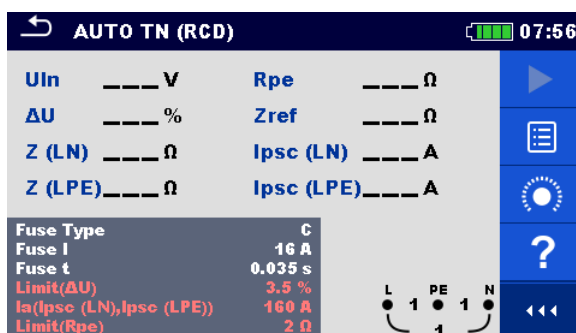 AUTO TN (RCD) 07:56
Uln ___V Rpe ___Ω
ΔU ___% Zref ___Ω
Z (LN) ___Ω Ipsc (LN) ___A
Z (LPE)___Ω Ipsc (LPE)___A
Fuse Type C
Fuse I 16 A
Fuse t 0.035 s
Limit(ΔU) 3.5 %
Ia(Ipsc (LN),Ipsc (LPE)) 160 A
Limit(Rpe) 2 Ω
L PE N
1 1
1
?